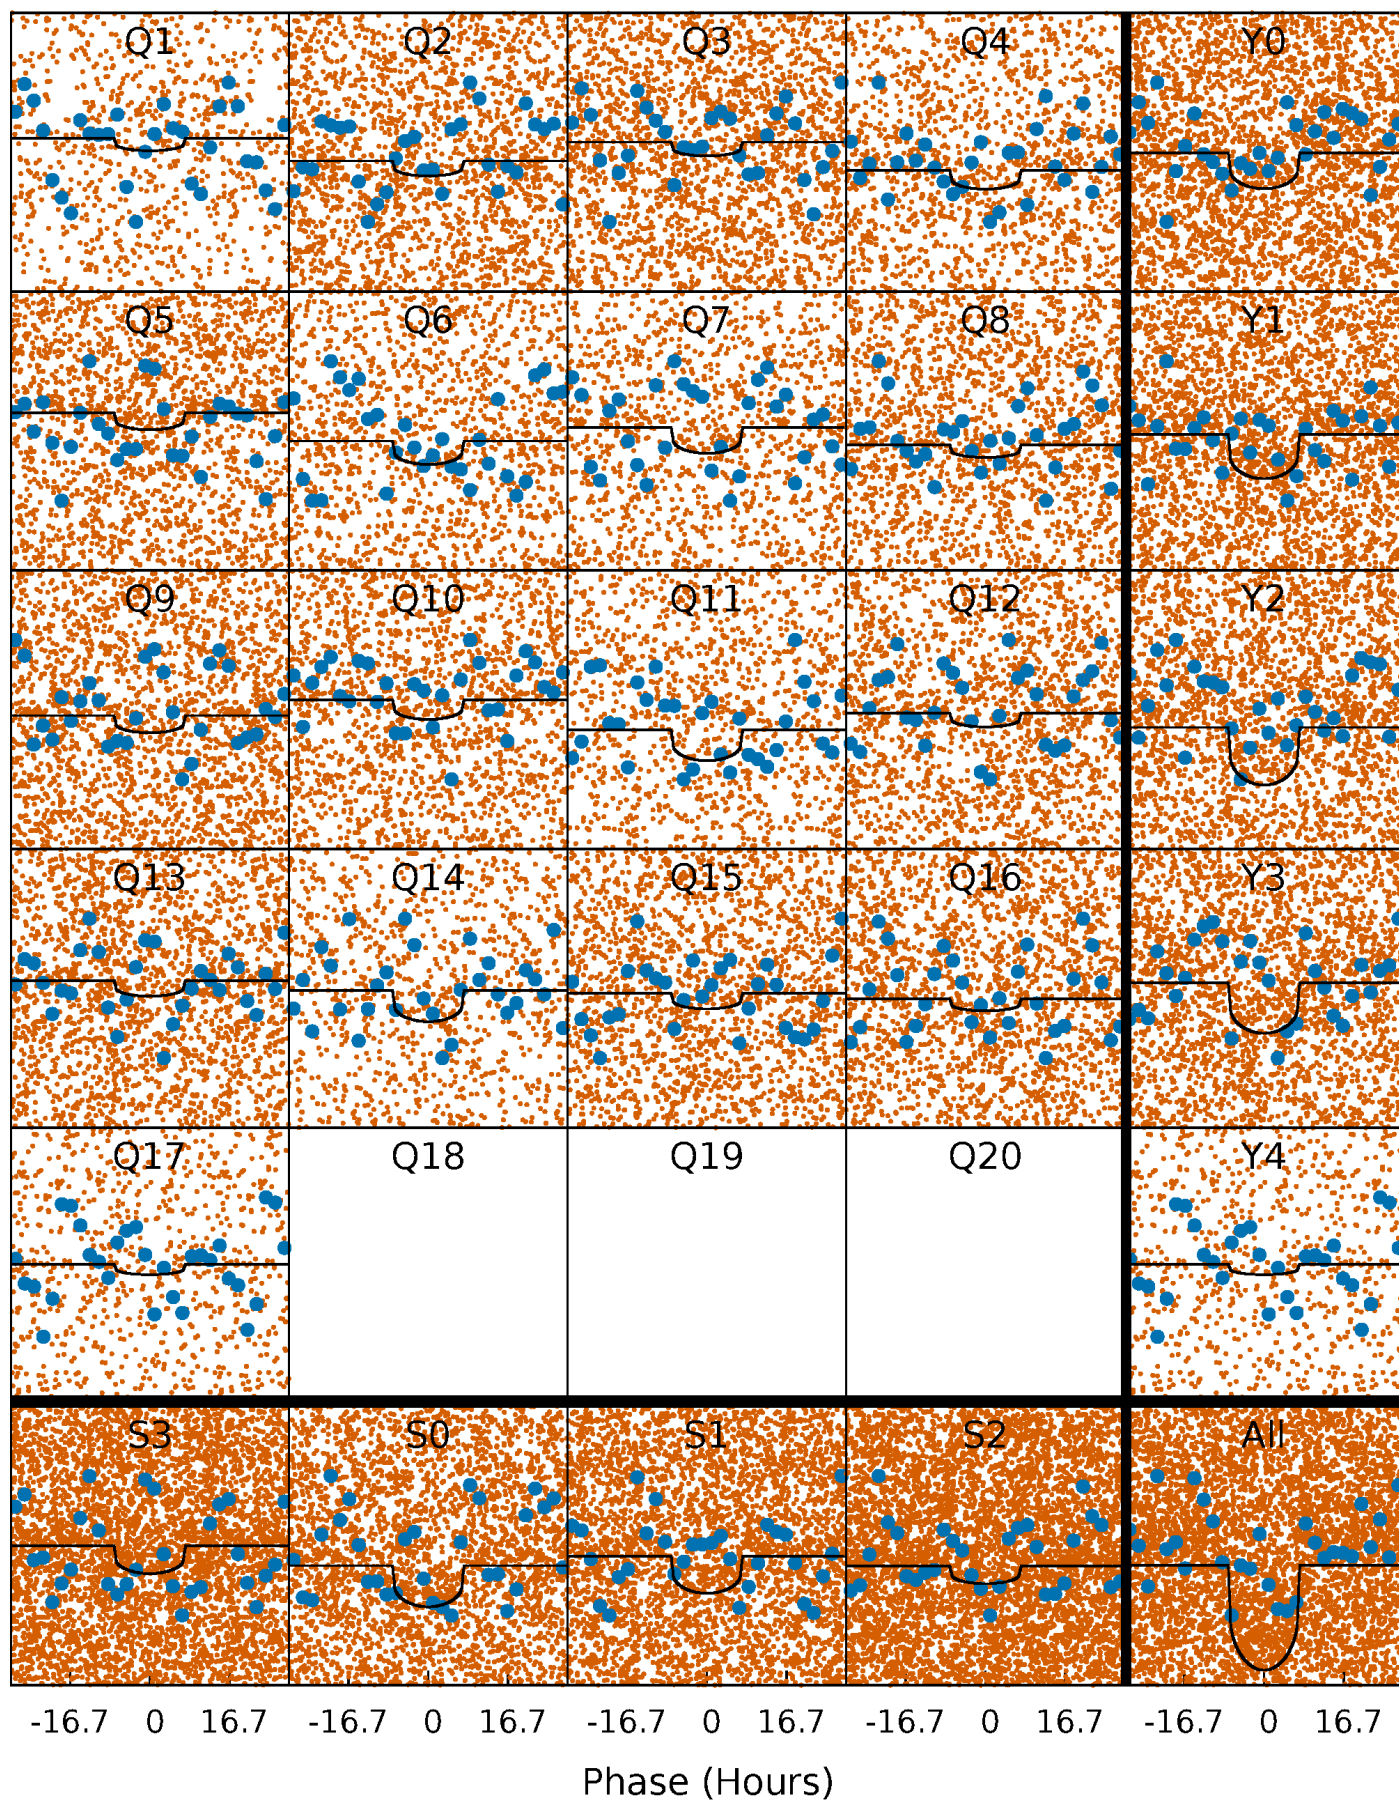 Q1 Q2 Q3 Q4 Y0
Q5 Q6 Q7 Q8 Y1
Q9 Q10 Q11 Q12 Y2
Q13 Q14 Q15 Q16 Y3
Q17 Q18 Q19 Q20 Y4
S3 S0 S1 S2 All
-16.7 0 16.7 -16.7 0 16.7 -16.7 0 16.7 -16.7 0 16.7 -16.7 0 16.7
Phase (Hours)